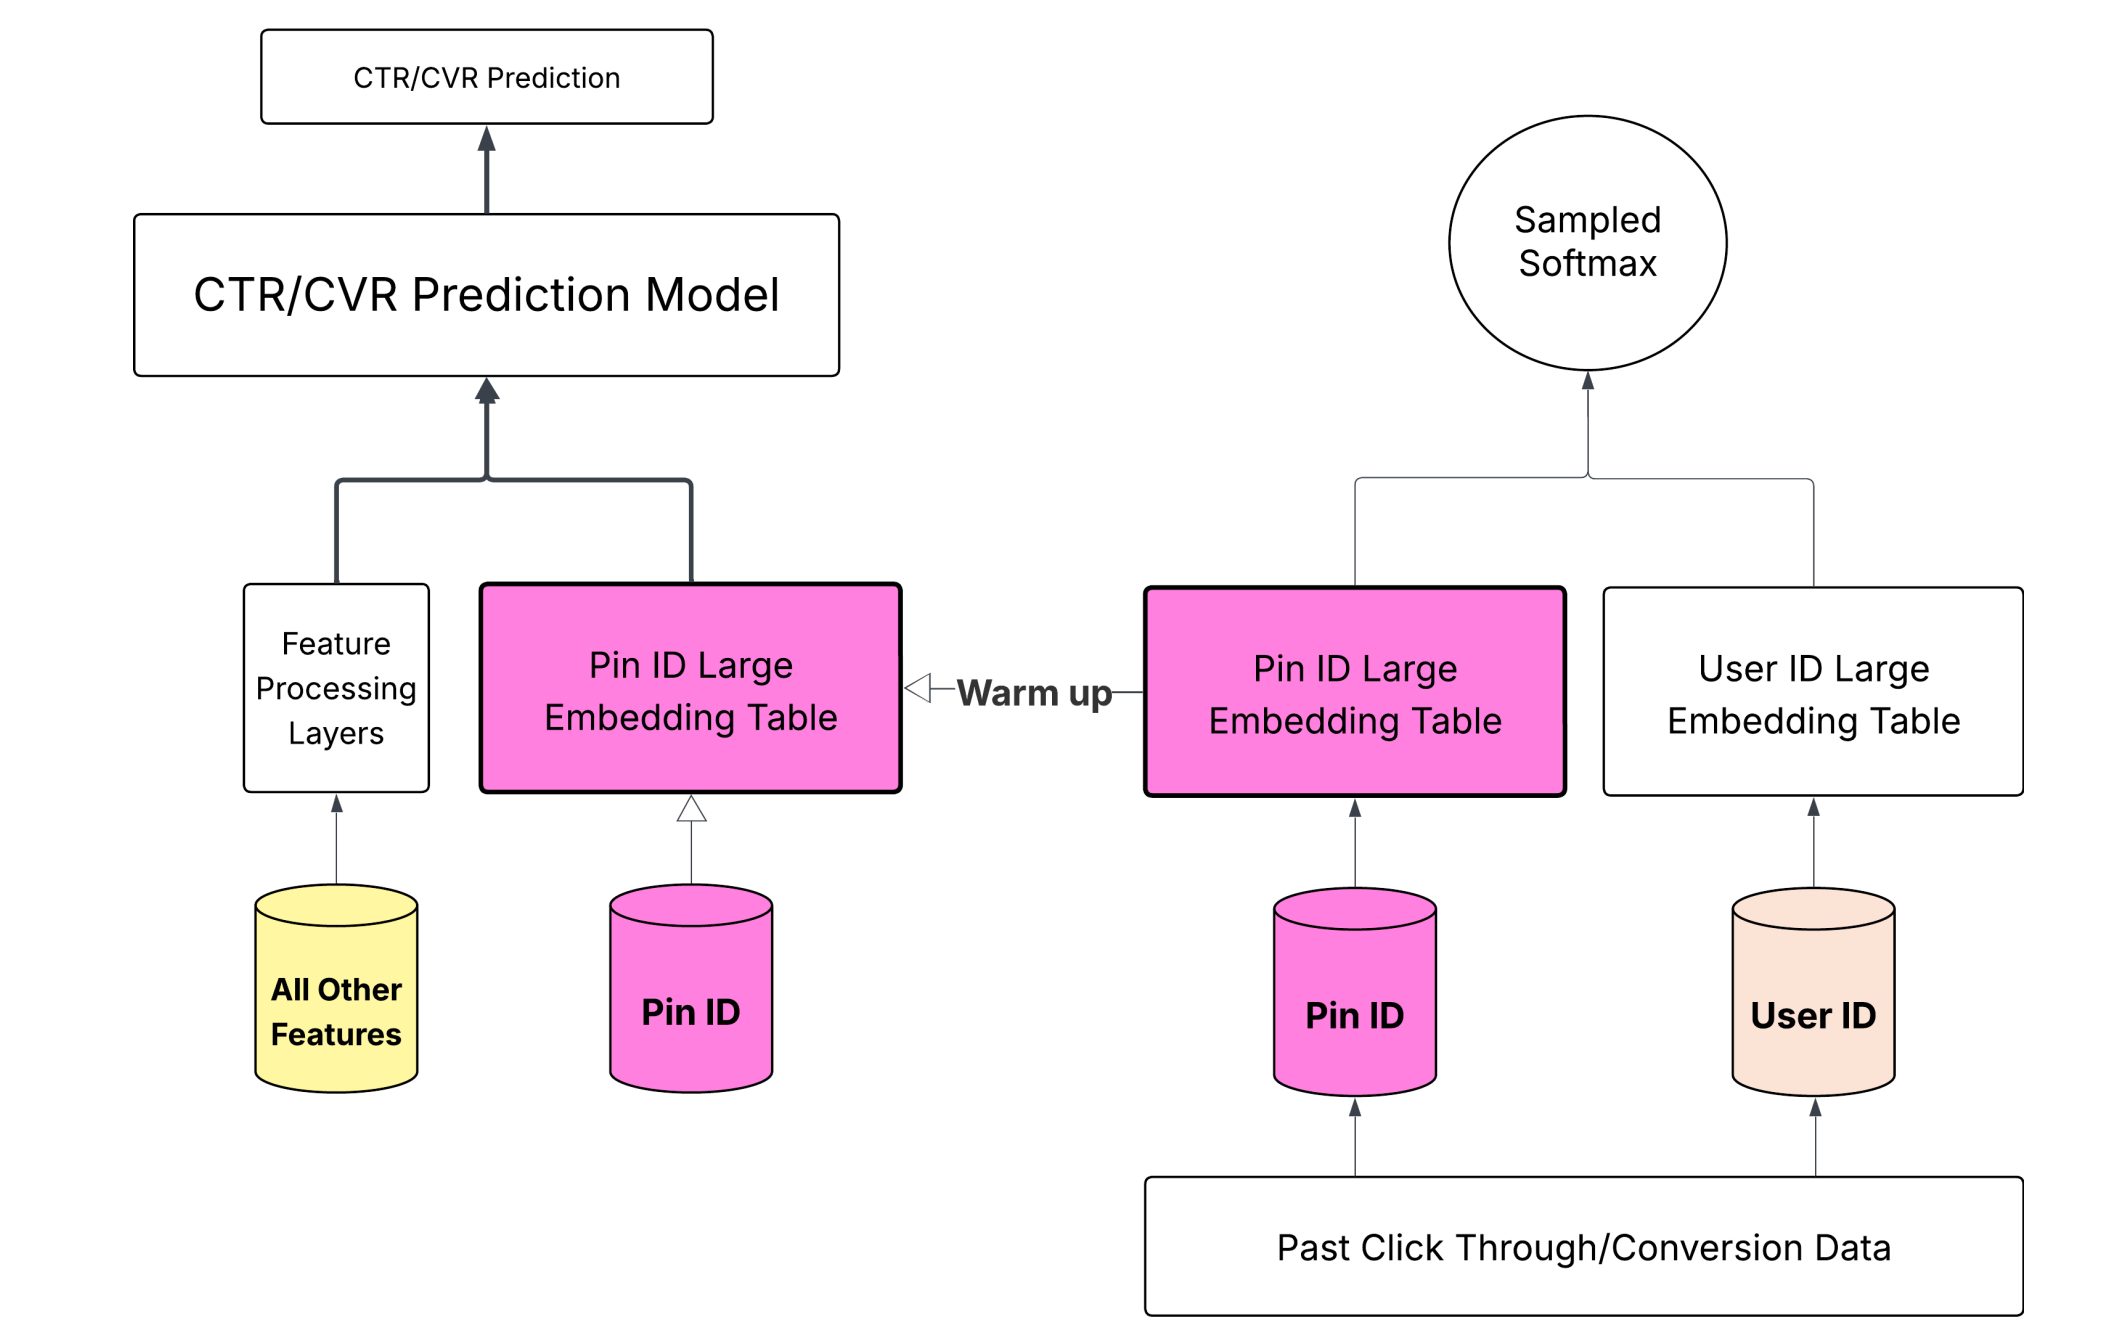 CTR/CVR Prediction
Sampled
Softmax
CTR/CVR Prediction Model
Feature
Processing
Layers
Pin ID Large
Embedding Table
Warm up
Pin ID Large
Embedding Table
User ID Large
Embedding Table
All Other
Features
Pin ID
Pin ID
User ID
Past Click Through/Conversion Data